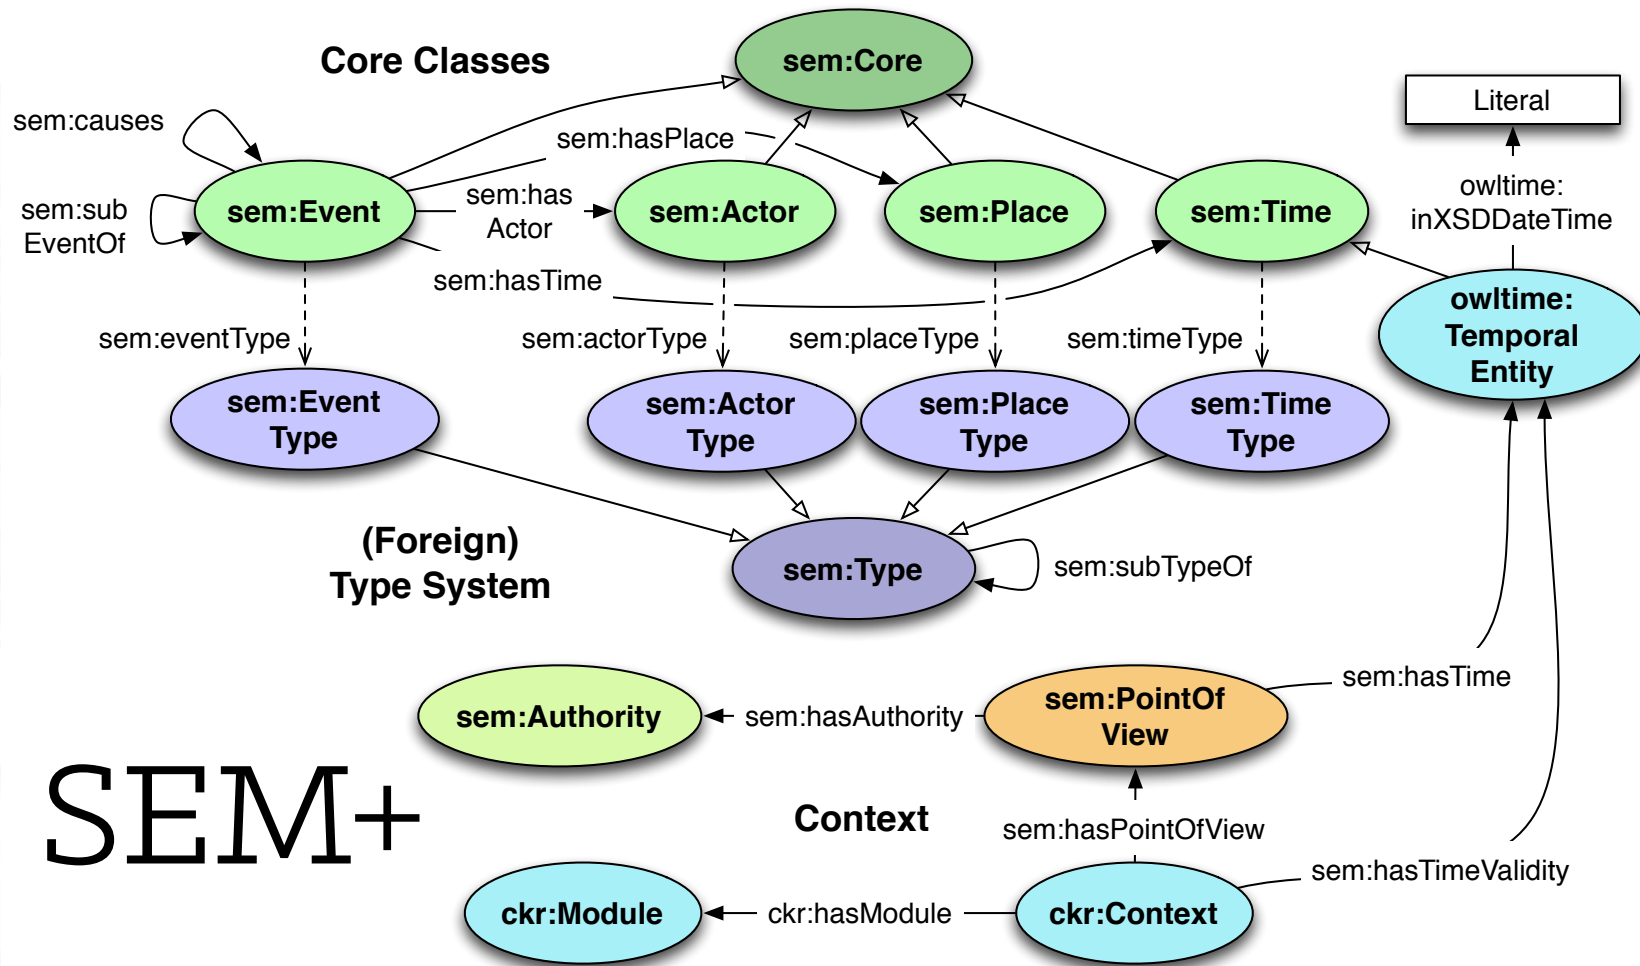 Core Classes
sem:Core
Literal
sem:causes
sem:hasPlace
owltime:
inXSDDateTime
sem:sub
EventOf
sem:Event
sem:has
Actor
sem:Actor
sem:Place
sem:Time
sem:hasTime
owltime:
Temporal
Entity
sem:eventType
sem:actorType
sem:placeType
sem:timeType
sem:Event
Type
sem:Actor
Type
sem:Place
Type
sem:Time
Type
(Foreign)
Type System
sem:Type
sem:subTypeOf
sem:hasTime
sem:Authority
sem:hasAuthority
sem:PointOf
View
SEM+
Context
sem:hasPointOfView
sem:hasTimeValidity
ckr:Module
ckr:hasModule
ckr:Context